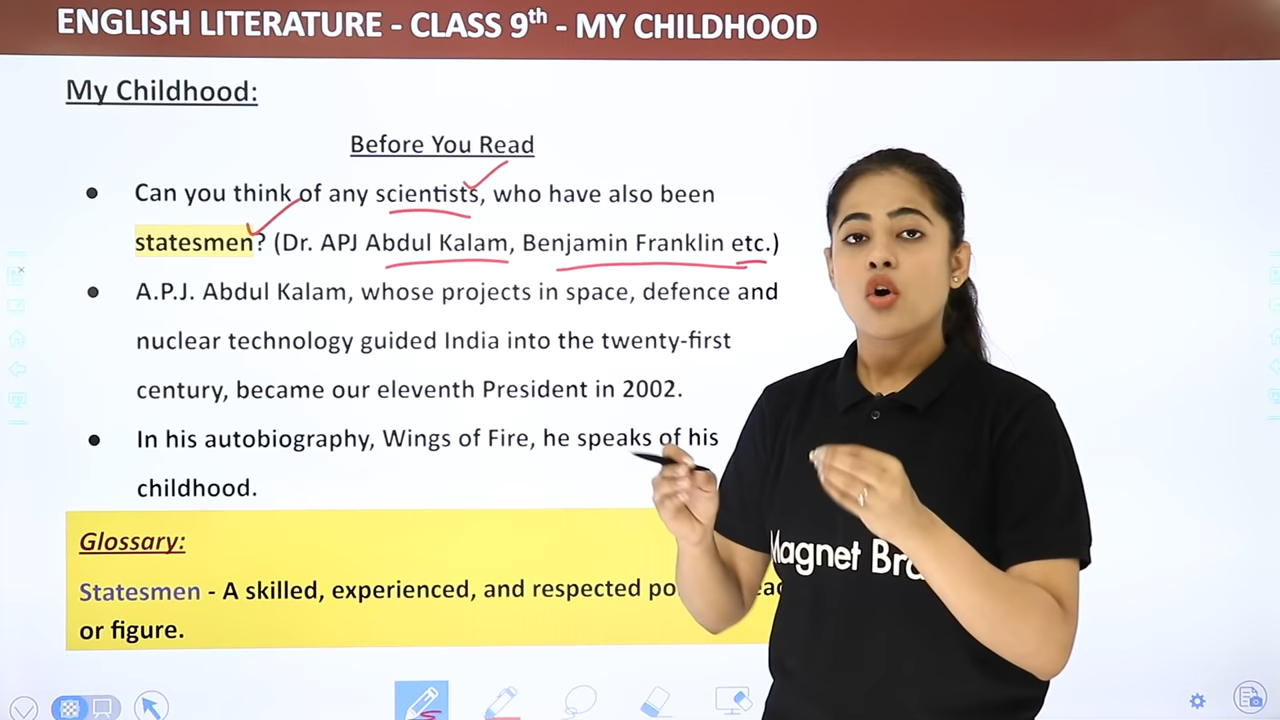 ENGLISH LITERATURE - CLASS 9th - MY CHILDHOOD
My Childhood:
Before You Read
● Can you think of any scientists, who have also been
statesmen? (Dr. APJ Abdul Kalam, Benjamin Franklin etc.)
● A.P.J. Abdul Kalam, whose projects in space, defence and
nuclear technology guided India into the twenty-first
century, became our eleventh President in 2002.
● In his autobiography, Wings of Fire, he speaks of his
childhood.
Glossary:
Statesmen - A skilled, experienced, and respected
or figure.
Magnet